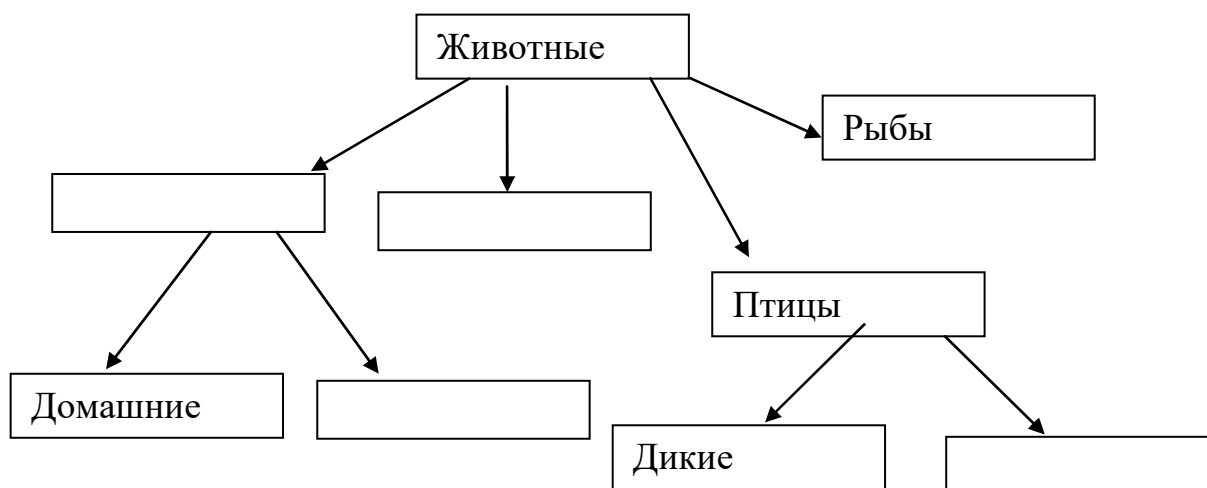 Животные
Рыбы
Птицы
Домашние
Дикие